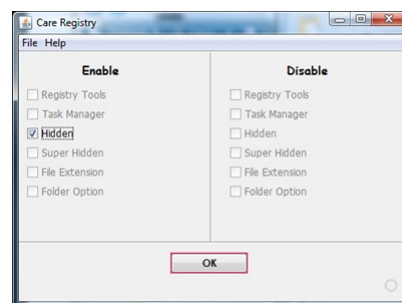 Care Registry
File Help
Enable
Disable
Registry Tools
Registry Tools
Task Manager
Task Manager
Hidden
Hidden
Super Hidden
Super Hidden
File Extension
File Extension
Folder Option
Folder Option
OK